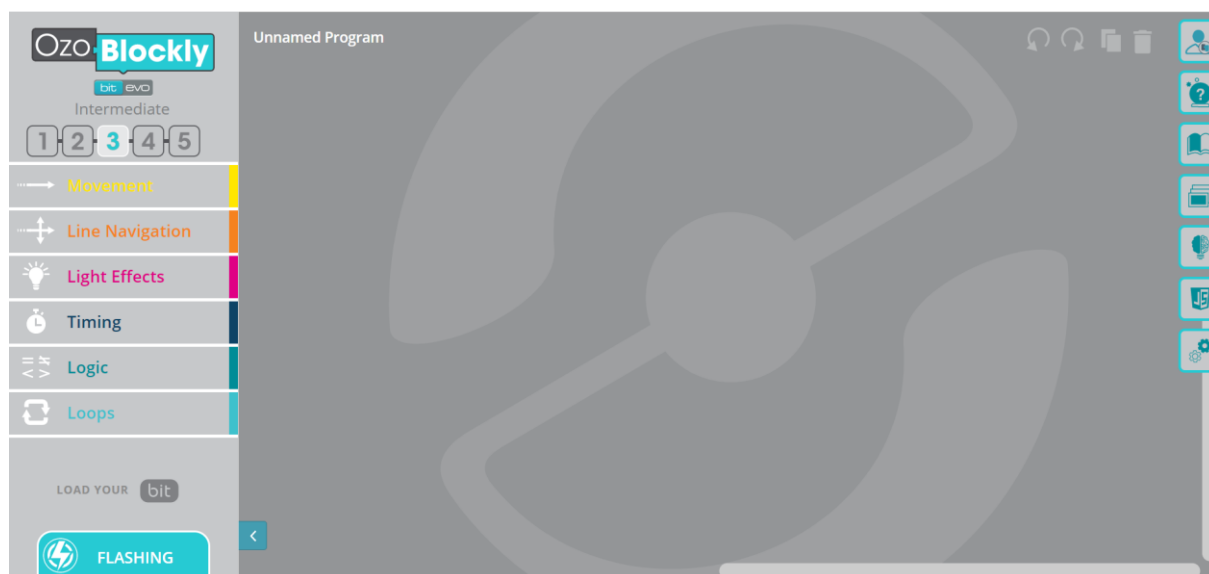 Ozo Blockly
bit evo
Intermediate
1 2 3 4 5
Movement
Line Navigation
Light Effects
Timing
Logic
Loops
LOAD YOUR bit
FLASHING
Unnamed Program
?
JS